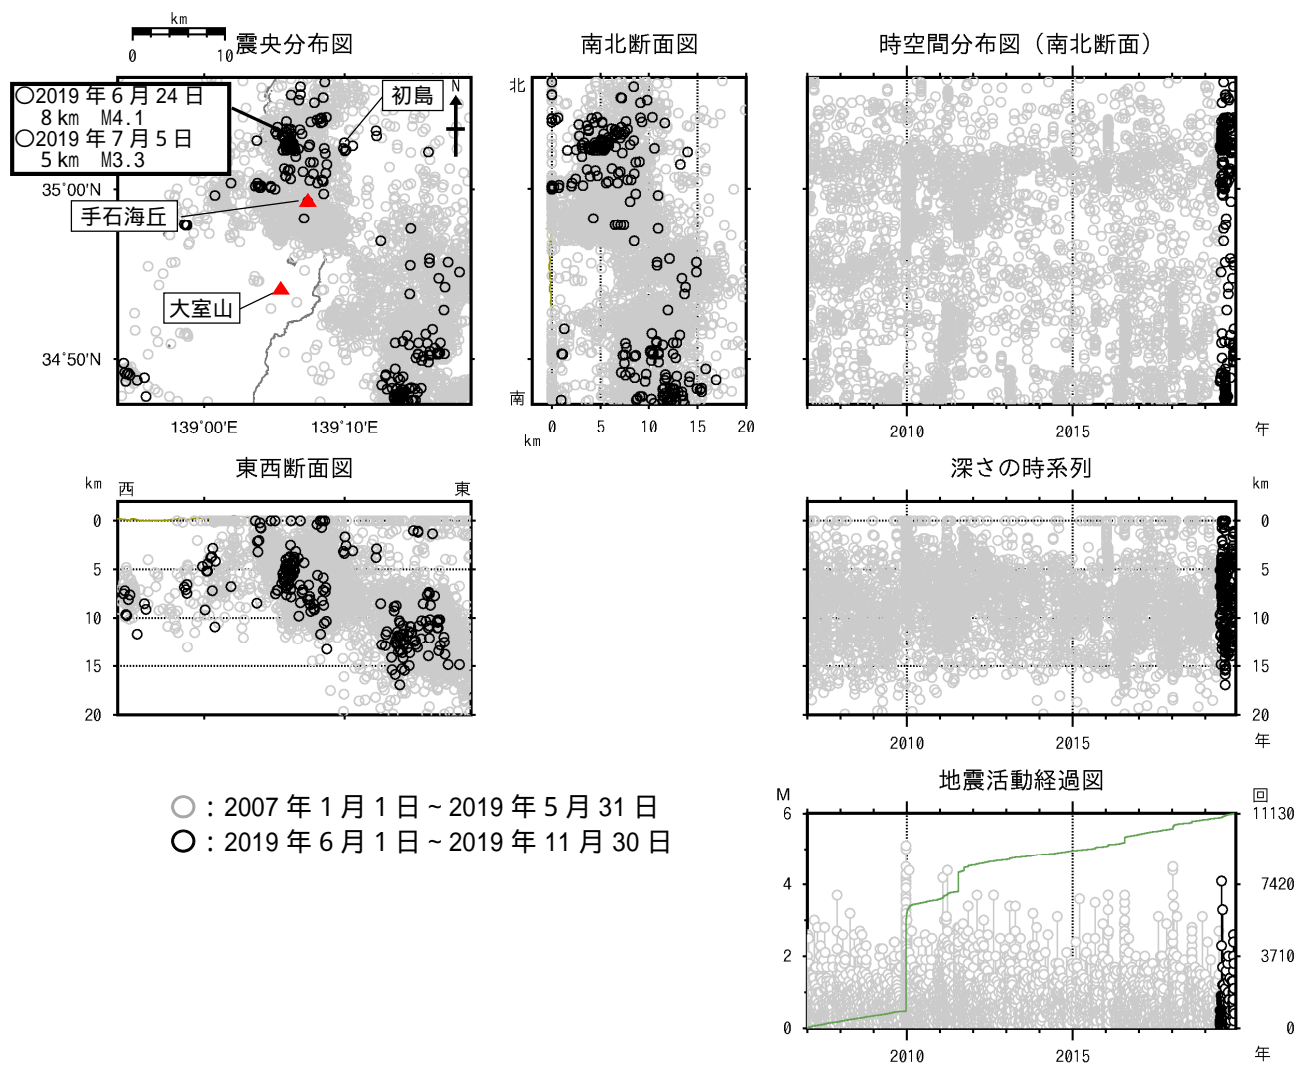 km
0 10
震央分布図
○2019 年 6 月 24 日
8 km M4.1
○2019 年 7 月 5 日
5 km M3.3
初島
N
35°00'N
手石海丘
大室山
34°50'N
139°00'E 139°10'E
南北断面図
北
南
0 5 10 15 20
km
時空間分布図（南北断面）
2010 2015 年
東西断面図
km 西 東
0
5
10
15
20
深さの時系列
km
0
5
10
15
20
2010 2015 年
○：2007 年 1 月 1 日 ~ 2019 年 5 月 31 日
○：2019 年 6 月 1 日 ~ 2019 年 11 月 30 日
地震活動経過図
M 回
6 11130
4 7420
2 3710
0 0
2010 2015 年